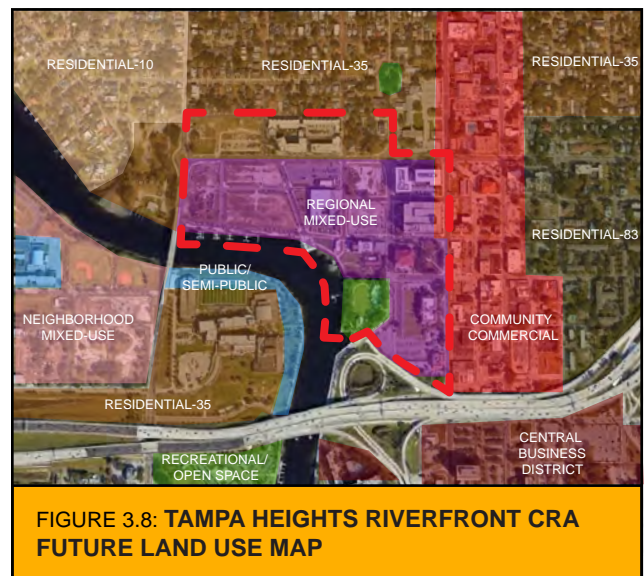 RESIDENTIAL-10
RESIDENTIAL-35
RESIDENTIAL-35
REGIONAL
MIXED-USE
RESIDENTIAL-83
PUBLIC/
SEMI-PUBLIC
NEIGHBORHOOD
MIXED-USE
COMMUNITY
COMMERCIAL
RESIDENTIAL-35
CENTRAL
BUSINESS
DISTRICT
RECREATIONAL/
OPEN SPACE
FIGURE 3.8: TAMPA HEIGHTS RIVERFRONT CRA
FUTURE LAND USE MAP